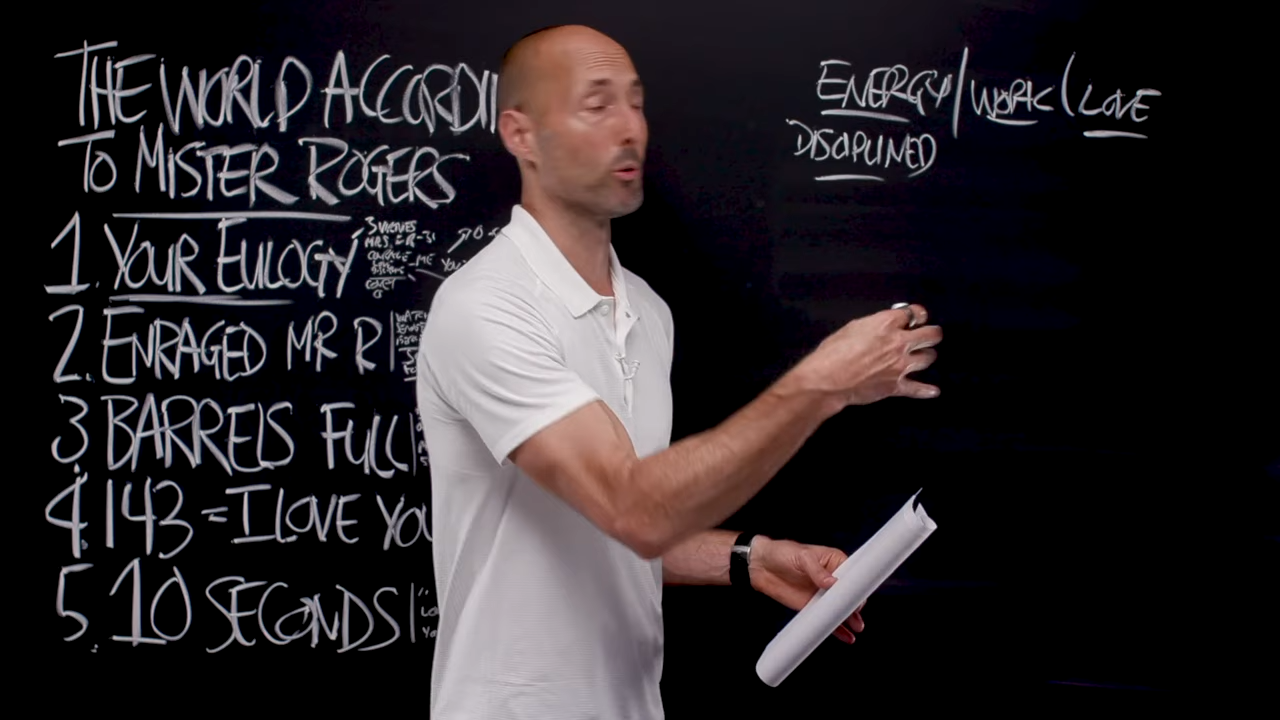 THE WORLD ACCORDI
TO MISTER ROGERS
1. YOUR EULOGY
2. ENRAGED MR R
3 BARRELS FULL
4. 143 = I LOVE YOU
5. 10 SECONDS
ENERGY / WORK / LOVE
DISCIPLINED